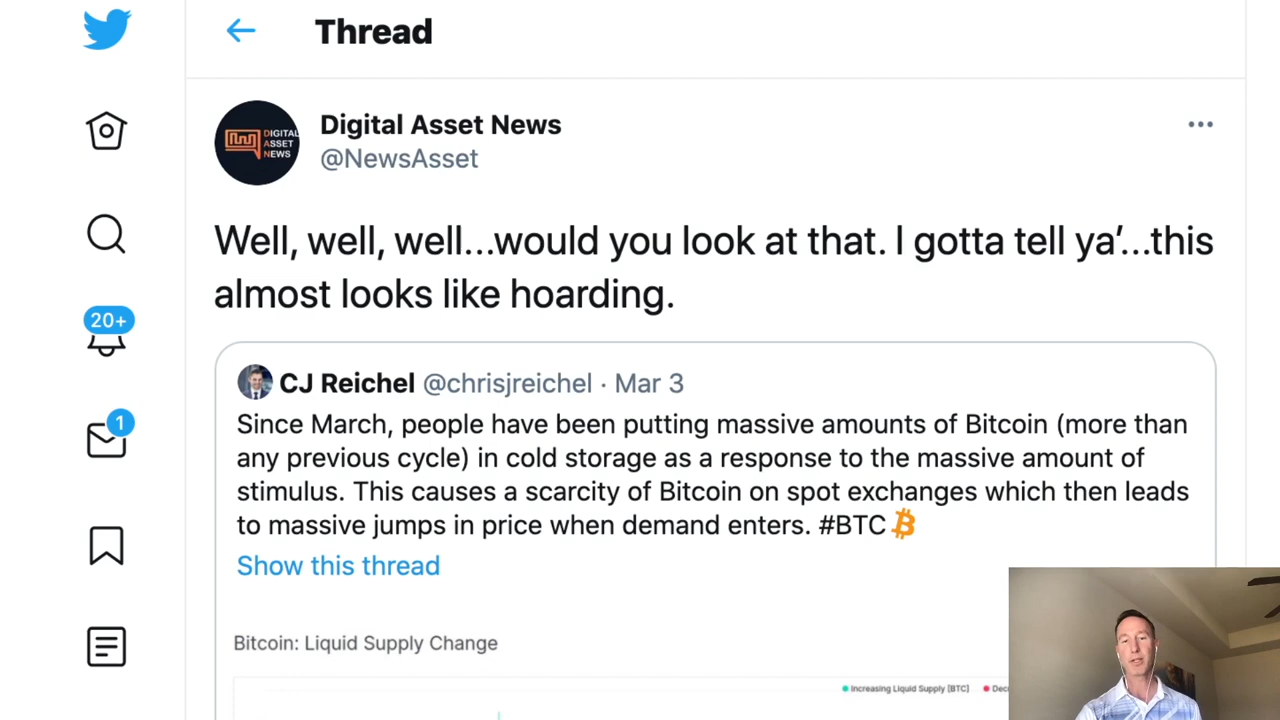 Thread
DIGITAL
ASSET
NEWS
Digital Asset News
@NewsAsset
Well, well, well...would you look at that. I gotta tell ya’...this
almost looks like hoarding.
20+
1
CJ Reichel @chrisjreichel · Mar 3
Since March, people have been putting massive amounts of Bitcoin (more than
any previous cycle) in cold storage as a response to the massive amount of
stimulus. This causes a scarcity of Bitcoin on spot exchanges which then leads
to massive jumps in price when demand enters. #BTC
Show this thread
Bitcoin: Liquid Supply Change
Increasing Liquid Supply [BTC]